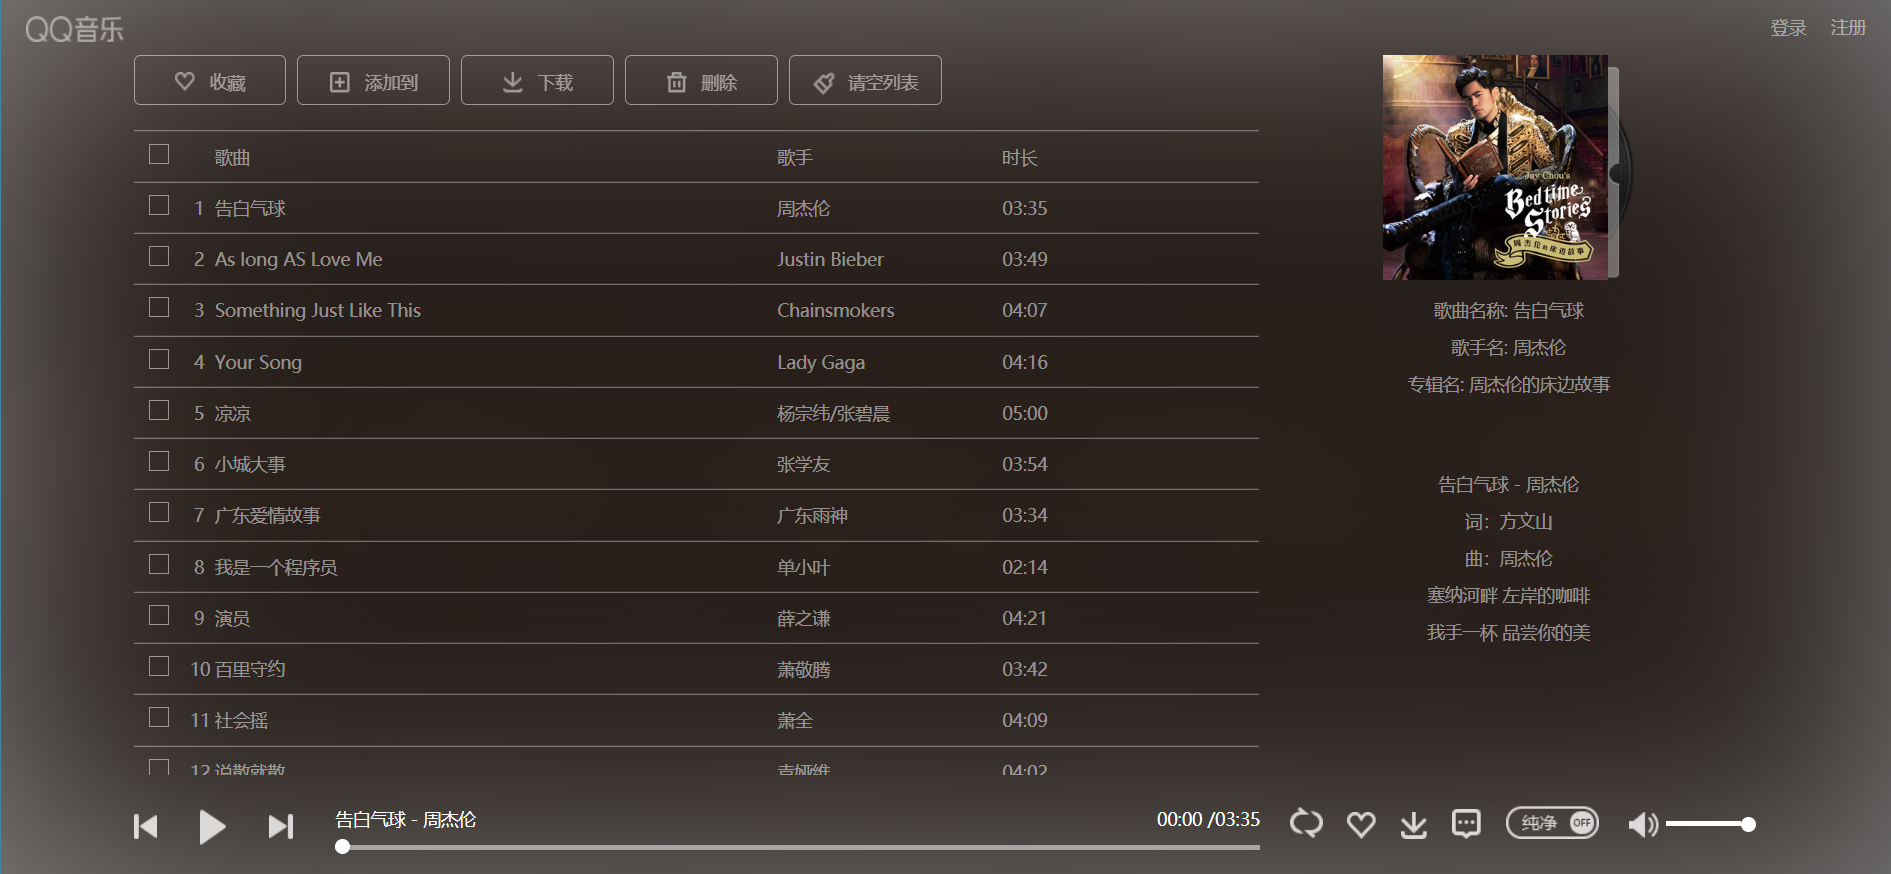 QQ音乐
登录 注册
收藏 添加到 下载 删除 请空列表
歌曲 歌手 时长
1 告白气球 周杰伦 03:35
2 As long AS Love Me Justin Bieber 03:49
3 Something Just Like This Chainsmokers 04:07
4 Your Song Lady Gaga 04:16
5 凉凉 杨宗纬/张碧晨 05:00
6 小城大事 张学友 03:54
7 广东爱情故事 广东雨神 03:34
8 我是一个程序员 单小叶 02:14
9 演员 薛之谦 04:21
10 百里守约 萧敬腾 03:42
11 社会摇 萧全 04:09
12 说散就散 袁娅维 04:02
Jay Chou's
Bedtime
Stories
周杰伦的床边故事
歌曲名称: 告白气球
歌手名: 周杰伦
专辑名: 周杰伦的床边故事
告白气球 - 周杰伦
词：方文山
曲：周杰伦
塞纳河畔 左岸的咖啡
我手一杯 品尝你的美
告白气球 - 周杰伦
00:00 /03:35
纯净 OFF